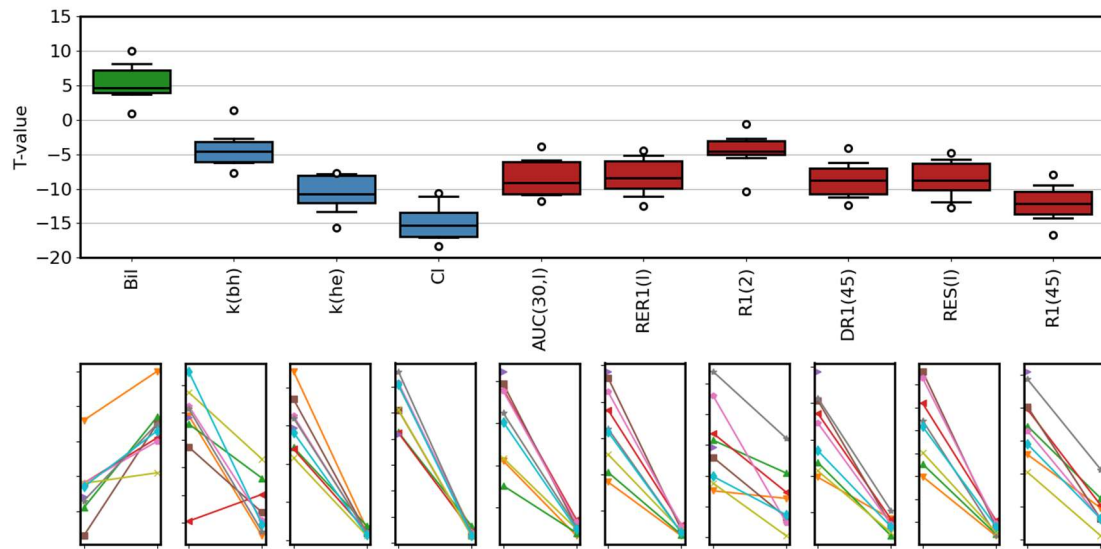 15
10
5
0
−5
−10
−15
−20
T-value
Bil
k(bh)
k(he)
Cl
AUC(30,l)
RER1(l)
R1(2)
DR1(45)
RES(l)
R1(45)